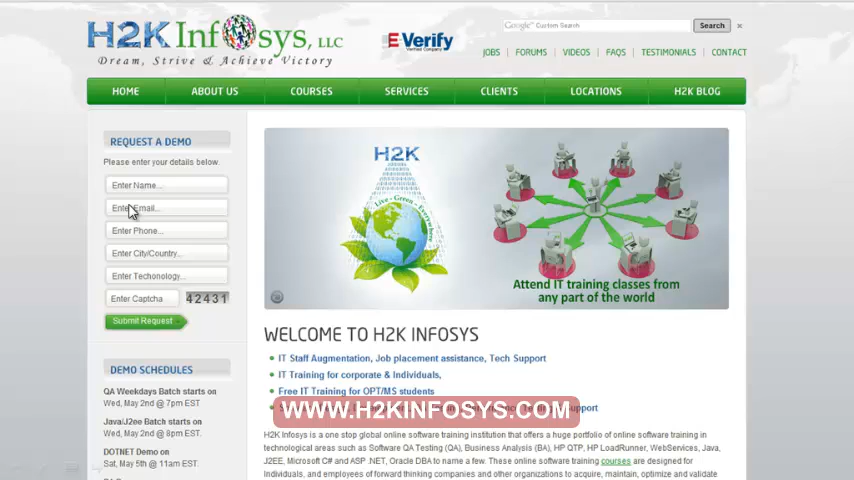 H2K Infosys, LLC
Dream, Strive & Achieve Victory
E-Verify
Google™ Custom Search
Search
×
JOBS | FORUMS | VIDEOS | FAQS | TESTIMONIALS | CONTACT
HOME ABOUT US COURSES SERVICES CLIENTS LOCATIONS H2K BLOG
REQUEST A DEMO
Please enter your details below.
Enter Name...
Enter Email...
Enter Phone...
Enter City/Country...
Enter Techonology...
Enter Captcha 42431
Submit Request
DEMO SCHEDULES
QA Weekdays Batch starts on
Wed, May 2nd @ 7pm EST
Java/J2ee Batch starts on
Wed, May 2nd @ 8pm EST.
DOTNET Demo on
Sat, May 5th @ 11am EST.
H2K
Live - Green - Everywhere
Attend IT training classes from
any part of the world
WELCOME TO H2K INFOSYS
IT Staff Augmentation, Job placement assistance, Tech Support
IT Training for corporate & Individuals,
Free IT Training for OPT/MS students
Support
WWW.H2KINFOSYS.COM
H2K Infosys is a one stop global online software training institution that offers a huge portfolio of online software training in
technological areas such as Software QA Testing (QA), Business Analysis (BA), HP QTP, HP LoadRunner, WebServices, Java,
J2EE, Microsoft C# and ASP .NET, Oracle DBA to name a few. These online software training courses are designed for
Individuals, and employees of forward thinking companies and other organizations to acquire, maintain, optimize and validate